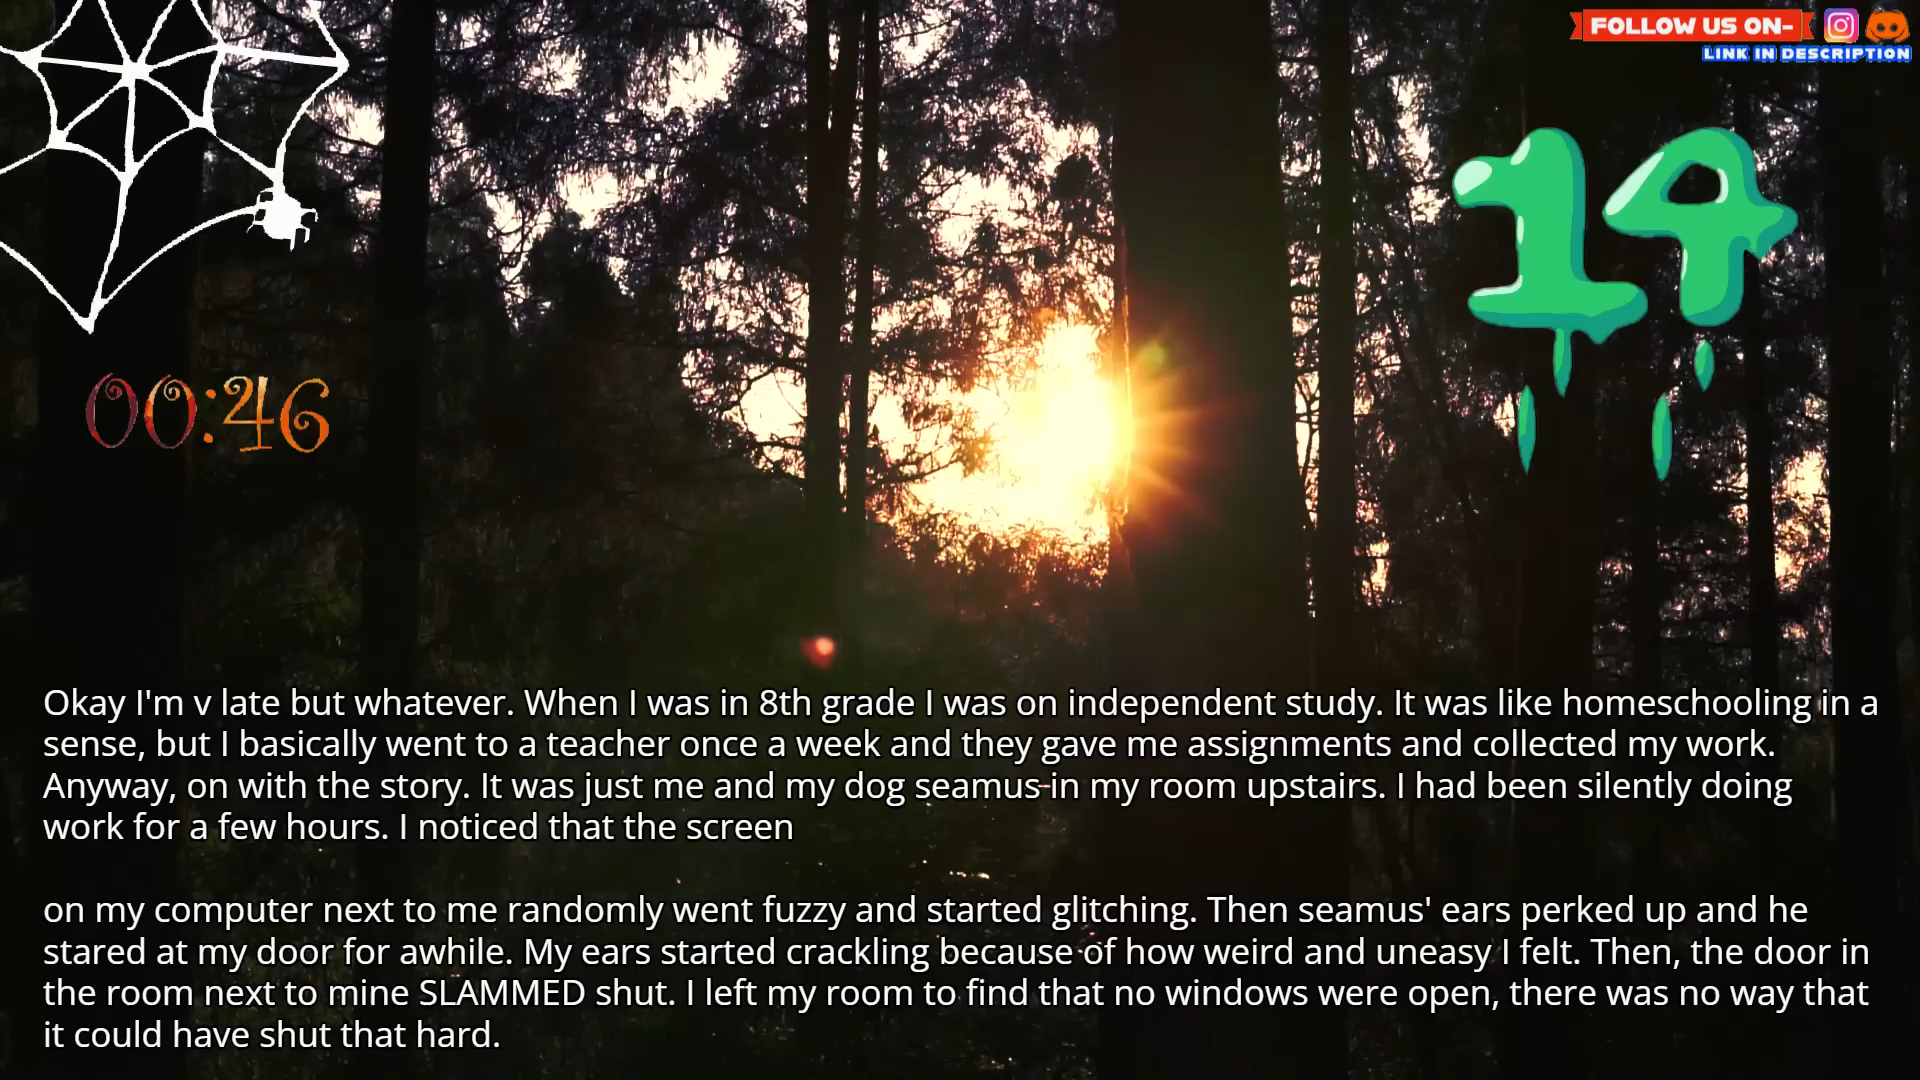 FOLLOW US ON-
LINK IN DESCRIPTION
14
00:46
Okay I'm v late but whatever. When I was in 8th grade I was on independent study. It was like homeschooling in a
sense, but I basically went to a teacher once a week and they gave me assignments and collected my work.
Anyway, on with the story. It was just me and my dog seamus in my room upstairs. I had been silently doing
work for a few hours. I noticed that the screen
on my computer next to me randomly went fuzzy and started glitching. Then seamus' ears perked up and he
stared at my door for awhile. My ears started crackling because of how weird and uneasy I felt. Then, the door in
the room next to mine SLAMMED shut. I left my room to find that no windows were open, there was no way that
it could have shut that hard.